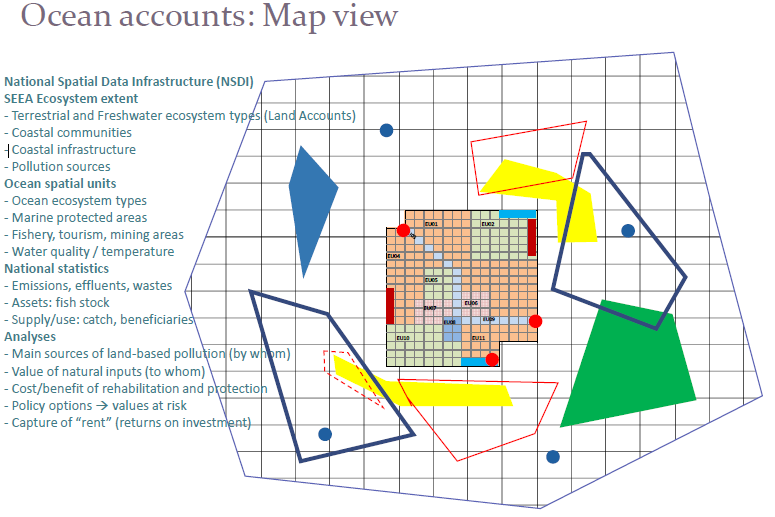 Ocean accounts: Map view
National Spatial Data Infrastructure (NSDI)
SEEA Ecosystem extent
- Terrestrial and Freshwater ecosystem types (Land Accounts)
- Coastal communities
- Coastal infrastructure
- Pollution sources
Ocean spatial units
- Ocean ecosystem types
- Marine protected areas
- Fishery, tourism, mining areas
- Water quality / temperature
National statistics
- Emissions, effluents, wastes
- Assets: fish stock
- Supply/use: catch, beneficiaries
Analyses
- Main sources of land-based pollution (by whom)
- Value of natural inputs (to whom)
- Cost/benefit of rehabilitation and protection
- Policy options → values at risk
- Capture of “rent” (returns on investment)
EU01
EU02
EU04
EU05
EU06
EU07
EU08
EU09
EU10
EU11